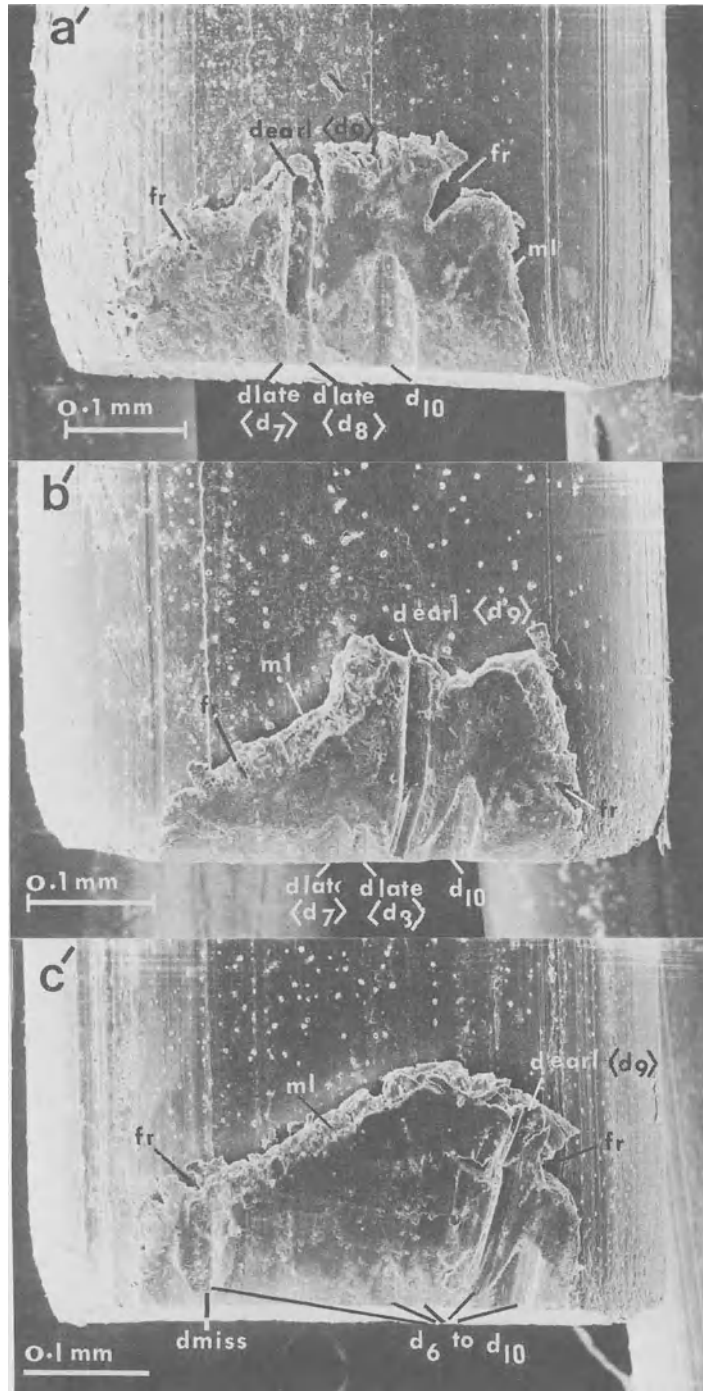 a′
dearl ⟨d9⟩
fr
fr
ml
dlate dlate d10
⟨d7⟩ ⟨d8⟩
0.1 mm
b′
dearl ⟨d9⟩
ml
fr
fr
dlate dlate d10
⟨d7⟩ ⟨d3⟩
0.1 mm
c′
dearl ⟨d9⟩
ml
fr
fr
dmiss d6 to d10
0.1 mm